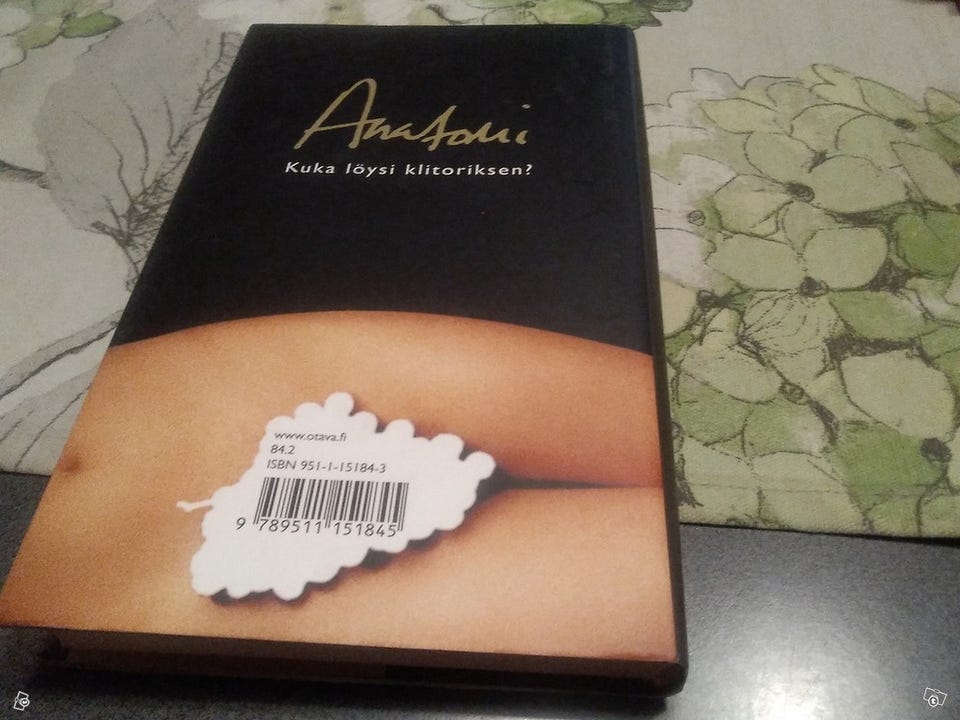 Anatomi
Kuka löysi klitoriksen?
www.otava.fi
84.2
ISBN 951-1-15184-3
9 789511 151845